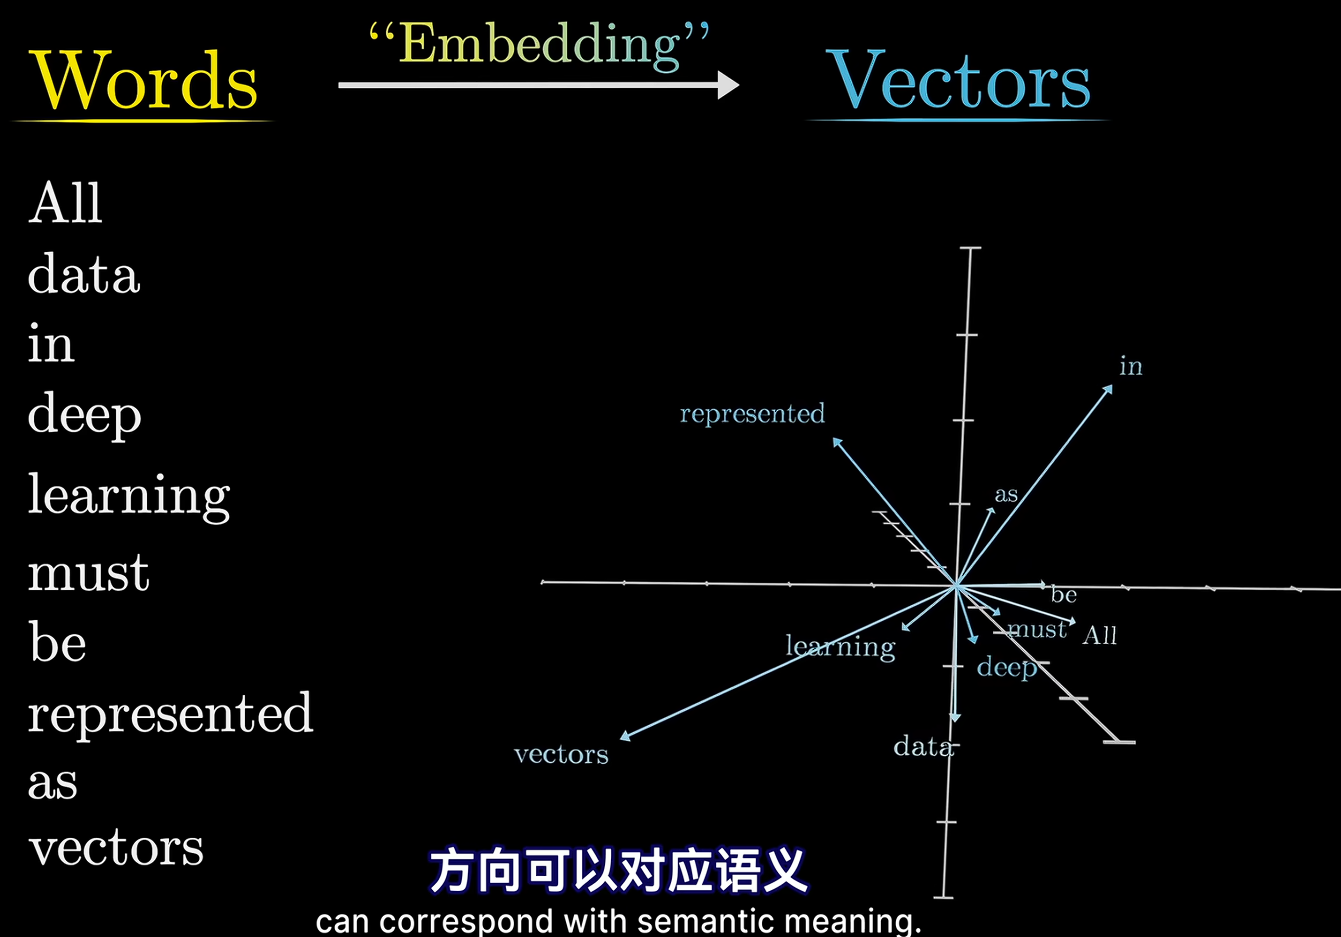 Words
“Embedding”
Vectors
All
data
in
deep
learning
must
be
represented
as
vectors
in
represented
as
be
must
All
learning
deep
data
vectors
方向可以对应语义
can correspond with semantic meaning.